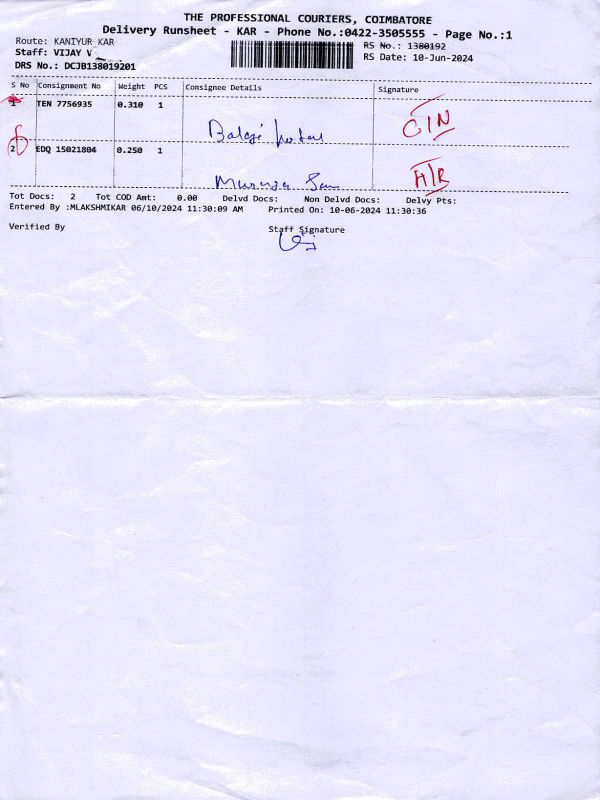 THE PROFESSIONAL COURIERS, COIMBATORE
Delivery Runsheet - KAR - Phone No.:0422-3505555 - Page No.:1
Route: KANIYUR KAR
RS No.: 1380192
Staff: VIJAY V
RS Date: 10-Jun-2024
DRS No.: DCJB138019201
S No Consignment No Weight PCS Consignee Details Signature
1 TEN 7756935 0.310 1
C/N
2 EDQ 15021804 0.250 1
A/R
Tot Docs: 2 Tot COD Amt: 0.00 Delvd Docs: Non Delvd Docs: Delvy Pts:
Entered By :MLAKSHMIKAR 06/10/2024 11:30:09 AM Printed On: 10-06-2024 11:30:36
Verified By Staff Signature